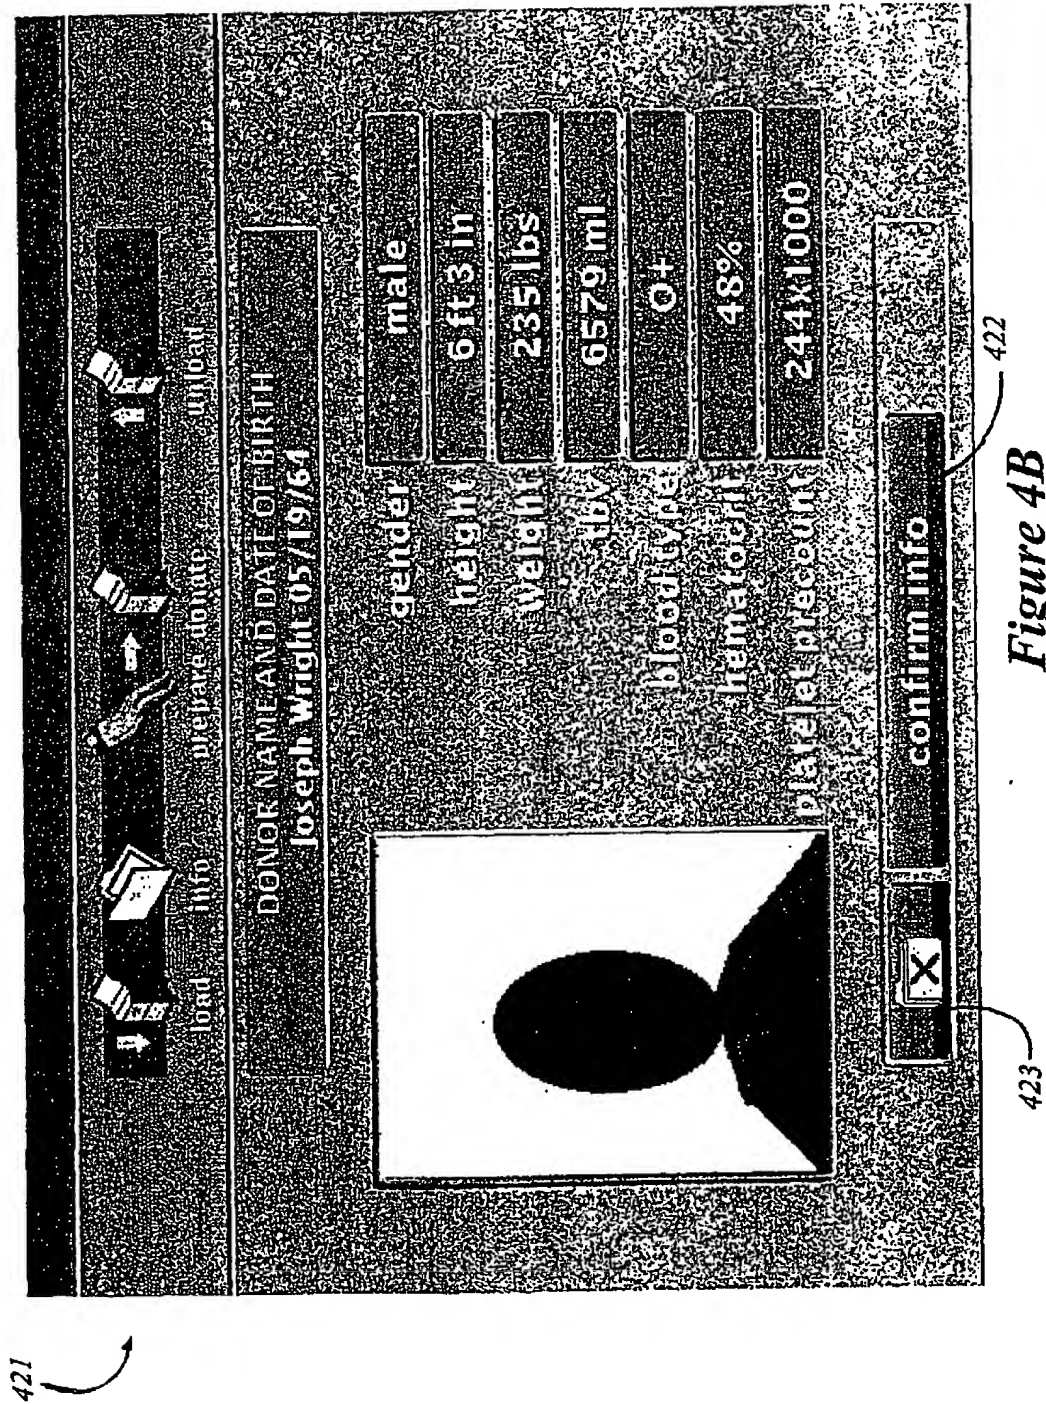 421
load info prepare donate unload
DONOR NAME AND DATE OF BIRTH
Joseph Wright 05/19/64
gender male
height 6 ft 3 in
weight 235 lbs
tbv 6579 ml
blood type O+
hematocrit 48%
platelet precount 244X1000
X confirm info
423
422
Figure 4B